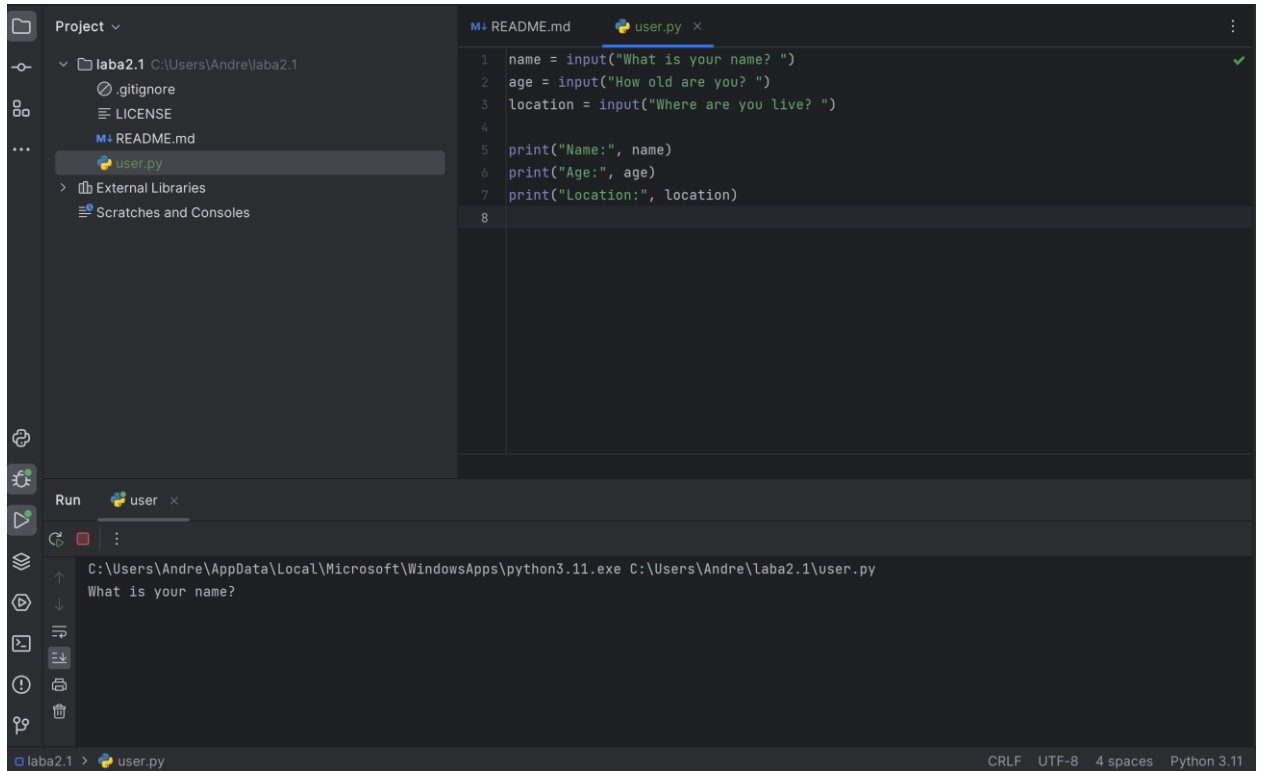 Project
laba2.1 C:\Users\Andre\laba2.1
.gitignore
LICENSE
M↓ README.md
user.py
External Libraries
Scratches and Consoles
M↓ README.md user.py
1 name = input("What is your name? ")
2 age = input("How old are you? ")
3 location = input("Where are you live? ")
4
5 print("Name:", name)
6 print("Age:", age)
7 print("Location:", location)
8
Run user
C:\Users\Andre\AppData\Local\Microsoft\WindowsApps\python3.11.exe C:\Users\Andre\laba2.1\user.py
What is your name?
laba2.1 > user.py CRLF UTF-8 4 spaces Python 3.11